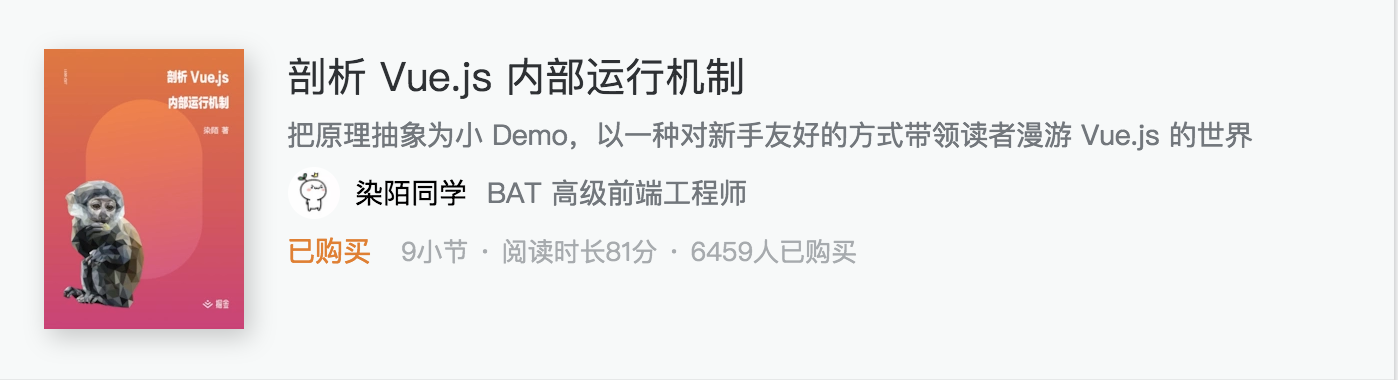 剖析 Vue.js
内部运行机制
染陌 著
掘金
剖析 Vue.js 内部运行机制
把原理抽象为小 Demo，以一种对新手友好的方式带领读者漫游 Vue.js 的世界
染陌同学 BAT 高级前端工程师
已购买 9小节 · 阅读时长81分 · 6459人已购买